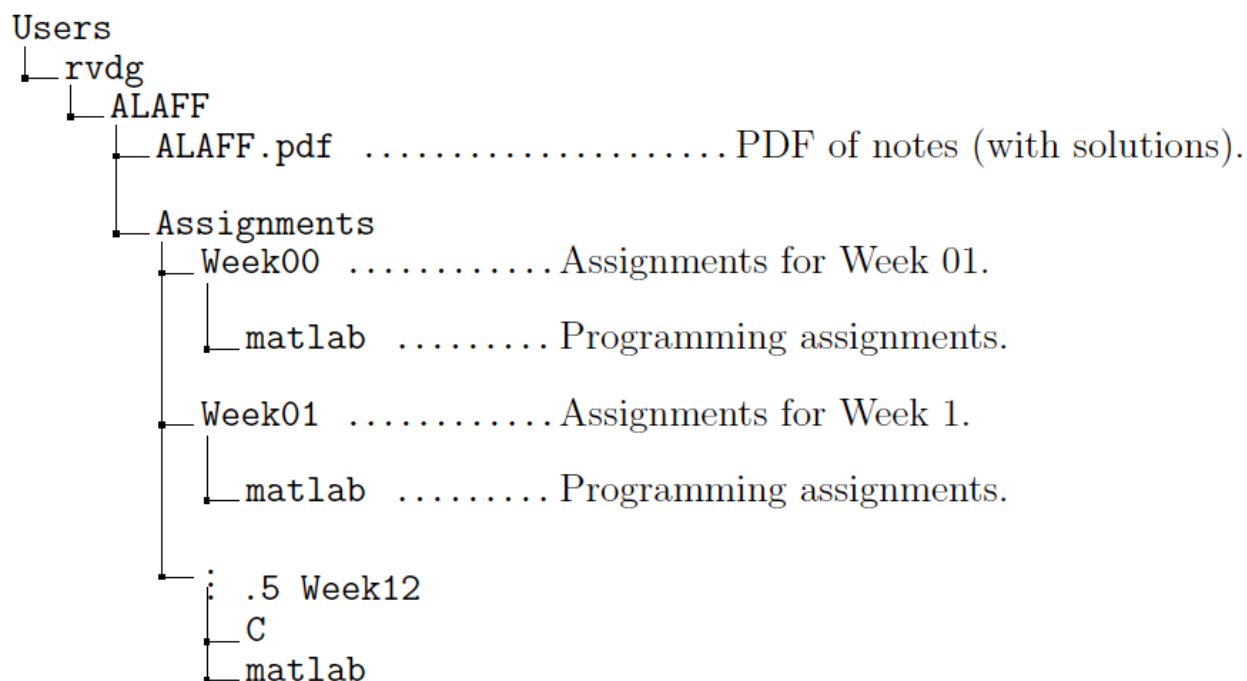 Users
rvdg
ALAFF
ALAFF.pdf ..................... PDF of notes (with solutions).
Assignments
Week00 ............ Assignments for Week 01.
matlab ......... Programming assignments.
Week01 ............ Assignments for Week 1.
matlab ......... Programming assignments.
⋮ .5 Week12
C
matlab